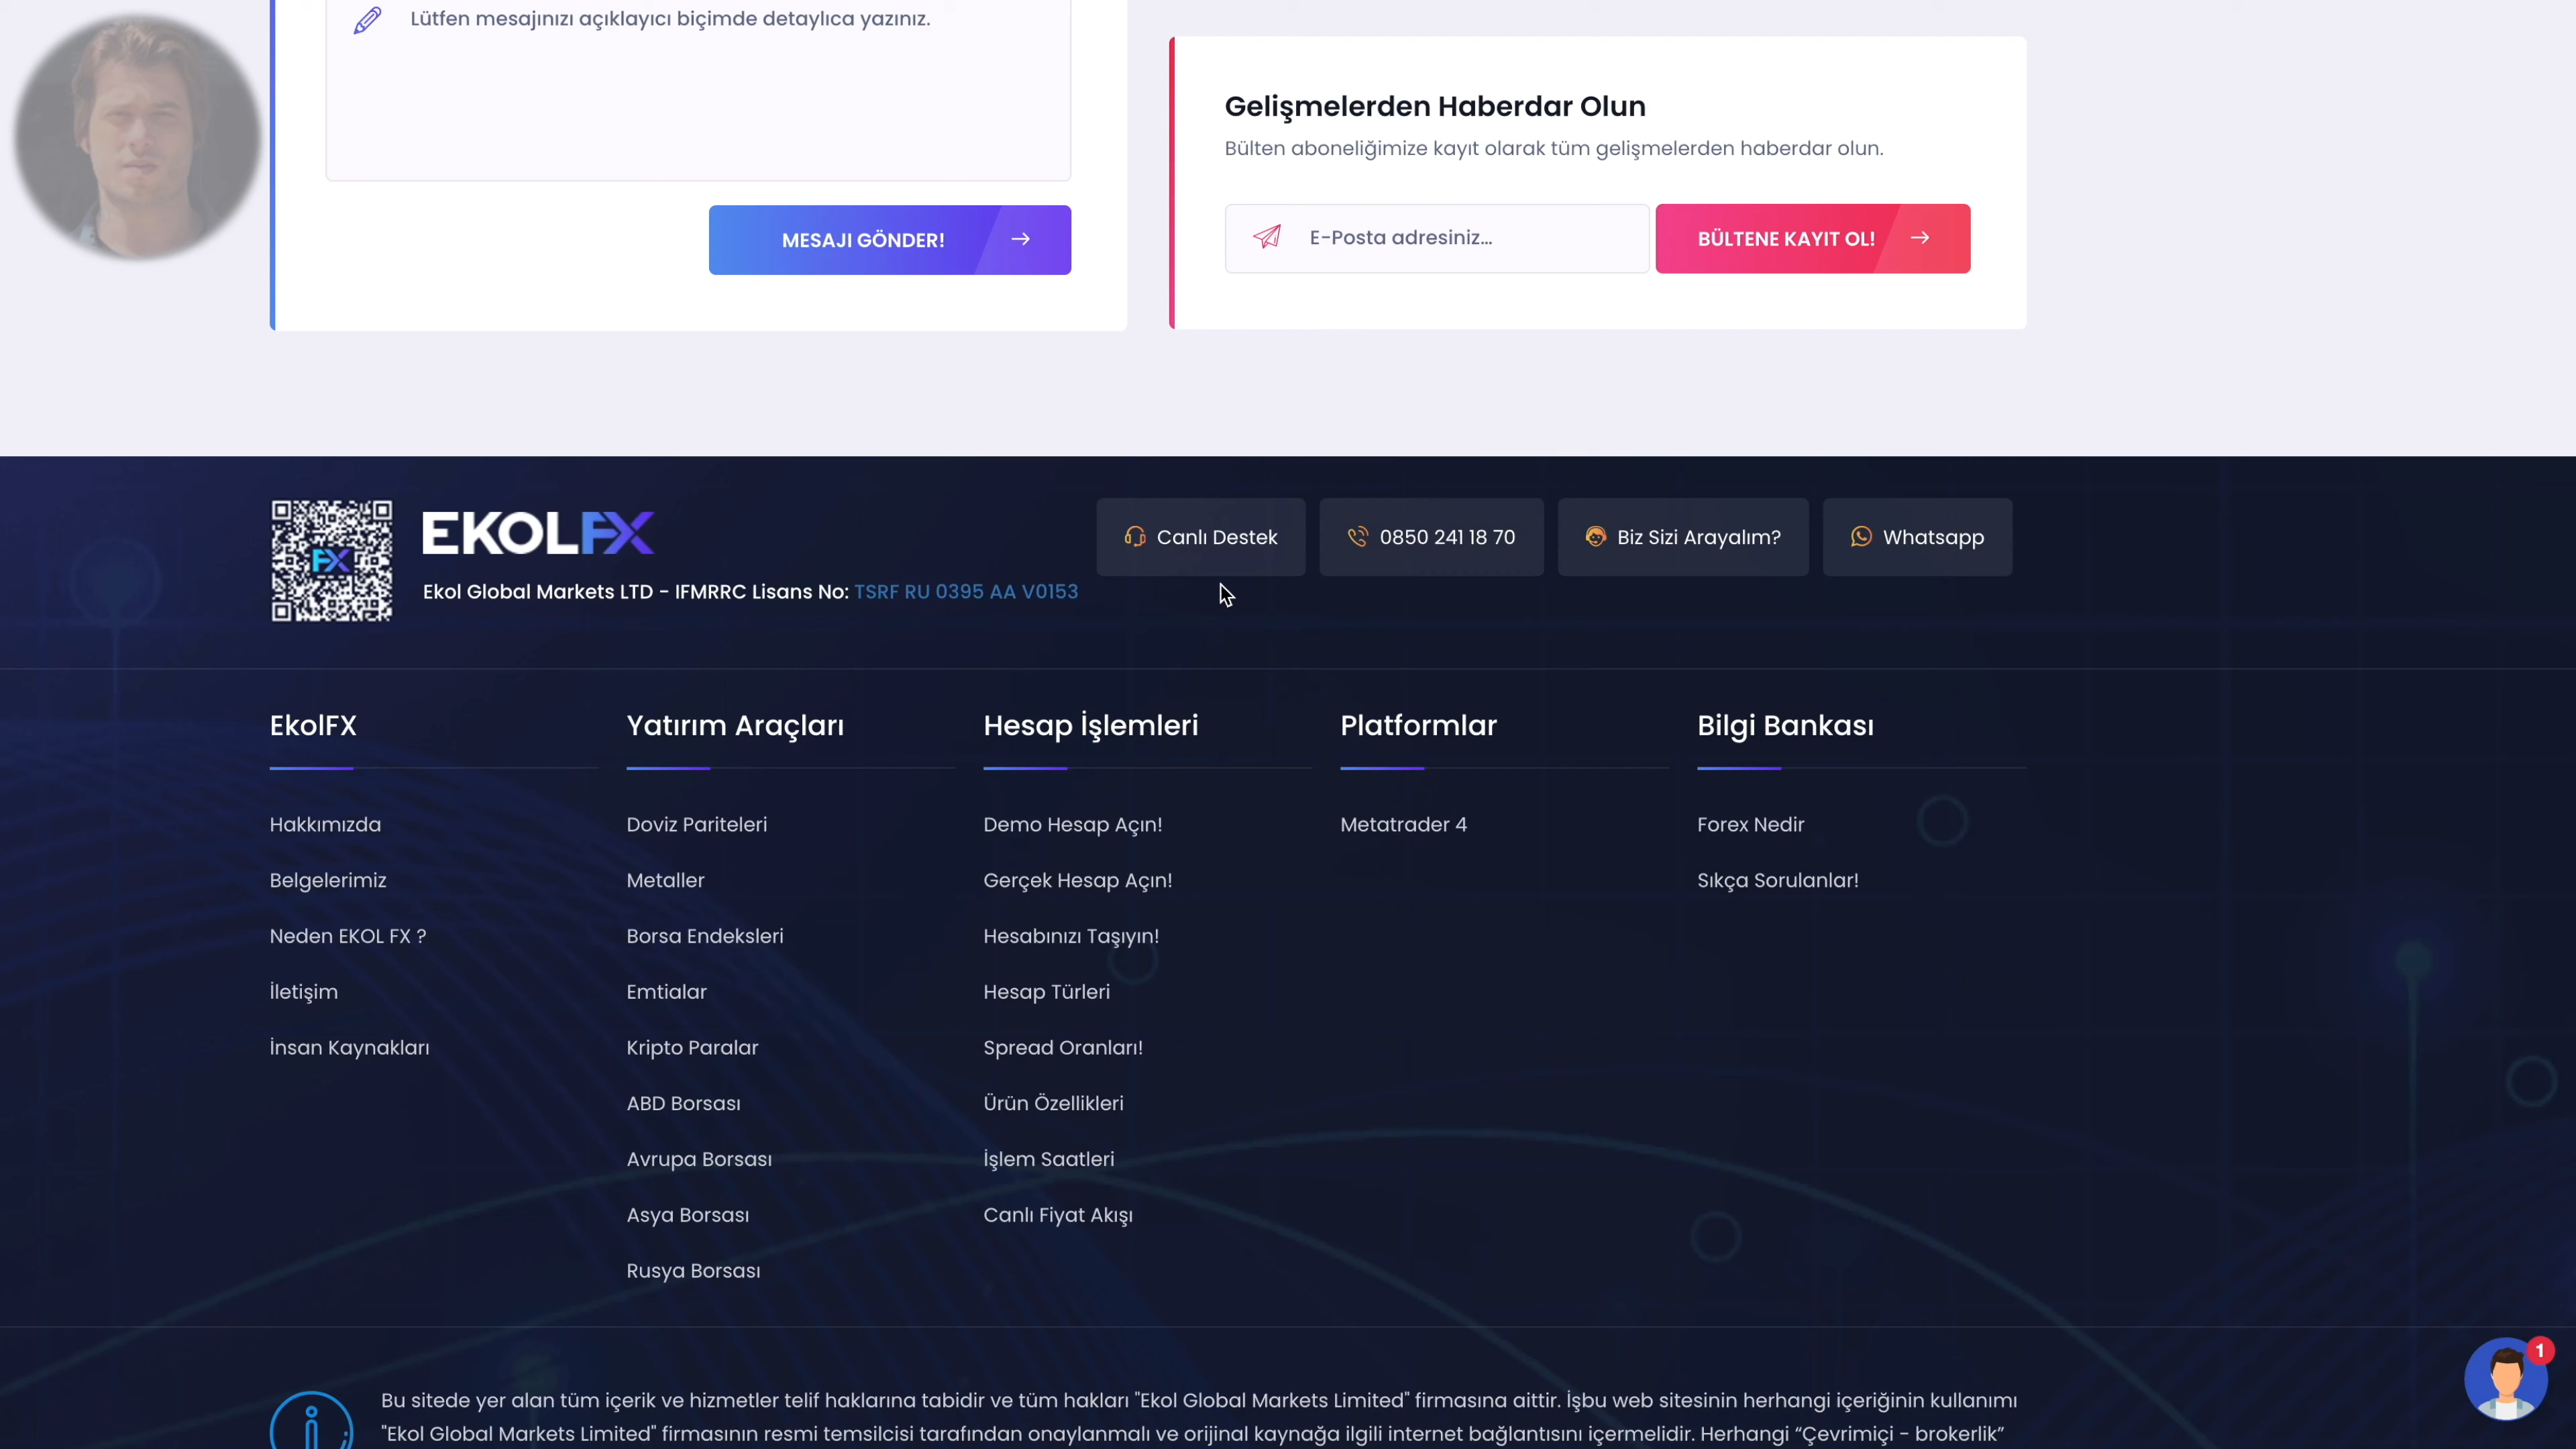 Lütfen mesajınızı açıklayıcı biçimde detaylıca yazınız.
MESAJI GÖNDER!
Gelişmelerden Haberdar Olun
Bülten aboneliğimize kayıt olarak tüm gelişmelerden haberdar olun.
E-Posta adresiniz...
BÜLTENE KAYIT OL!
FX
EKOLFX
Ekol Global Markets LTD - IFMRRC Lisans No: TSRF RU 0395 AA V0153
Canlı Destek
0850 241 18 70
Biz Sizi Arayalım?
Whatsapp
EkolFX
Hakkımızda
Belgelerimiz
Neden EKOL FX ?
İletişim
İnsan Kaynakları
Yatırım Araçları
Doviz Pariteleri
Metaller
Borsa Endeksleri
Emtialar
Kripto Paralar
ABD Borsası
Avrupa Borsası
Asya Borsası
Rusya Borsası
Hesap İşlemleri
Demo Hesap Açın!
Gerçek Hesap Açın!
Hesabınızı Taşıyın!
Hesap Türleri
Spread Oranları!
Ürün Özellikleri
İşlem Saatleri
Canlı Fiyat Akışı
Platformlar
Metatrader 4
Bilgi Bankası
Forex Nedir
Sıkça Sorulanlar!
1
Bu sitede yer alan tüm içerik ve hizmetler telif haklarına tabidir ve tüm hakları "Ekol Global Markets Limited" firmasına aittir. İşbu web sitesinin herhangi içeriğinin kullanımı
"Ekol Global Markets Limited" firmasının resmi temsilcisi tarafından onaylanmalı ve orijinal kaynağa ilgili internet bağlantısını içermelidir. Herhangi “Çevrimiçi - brokerlik”